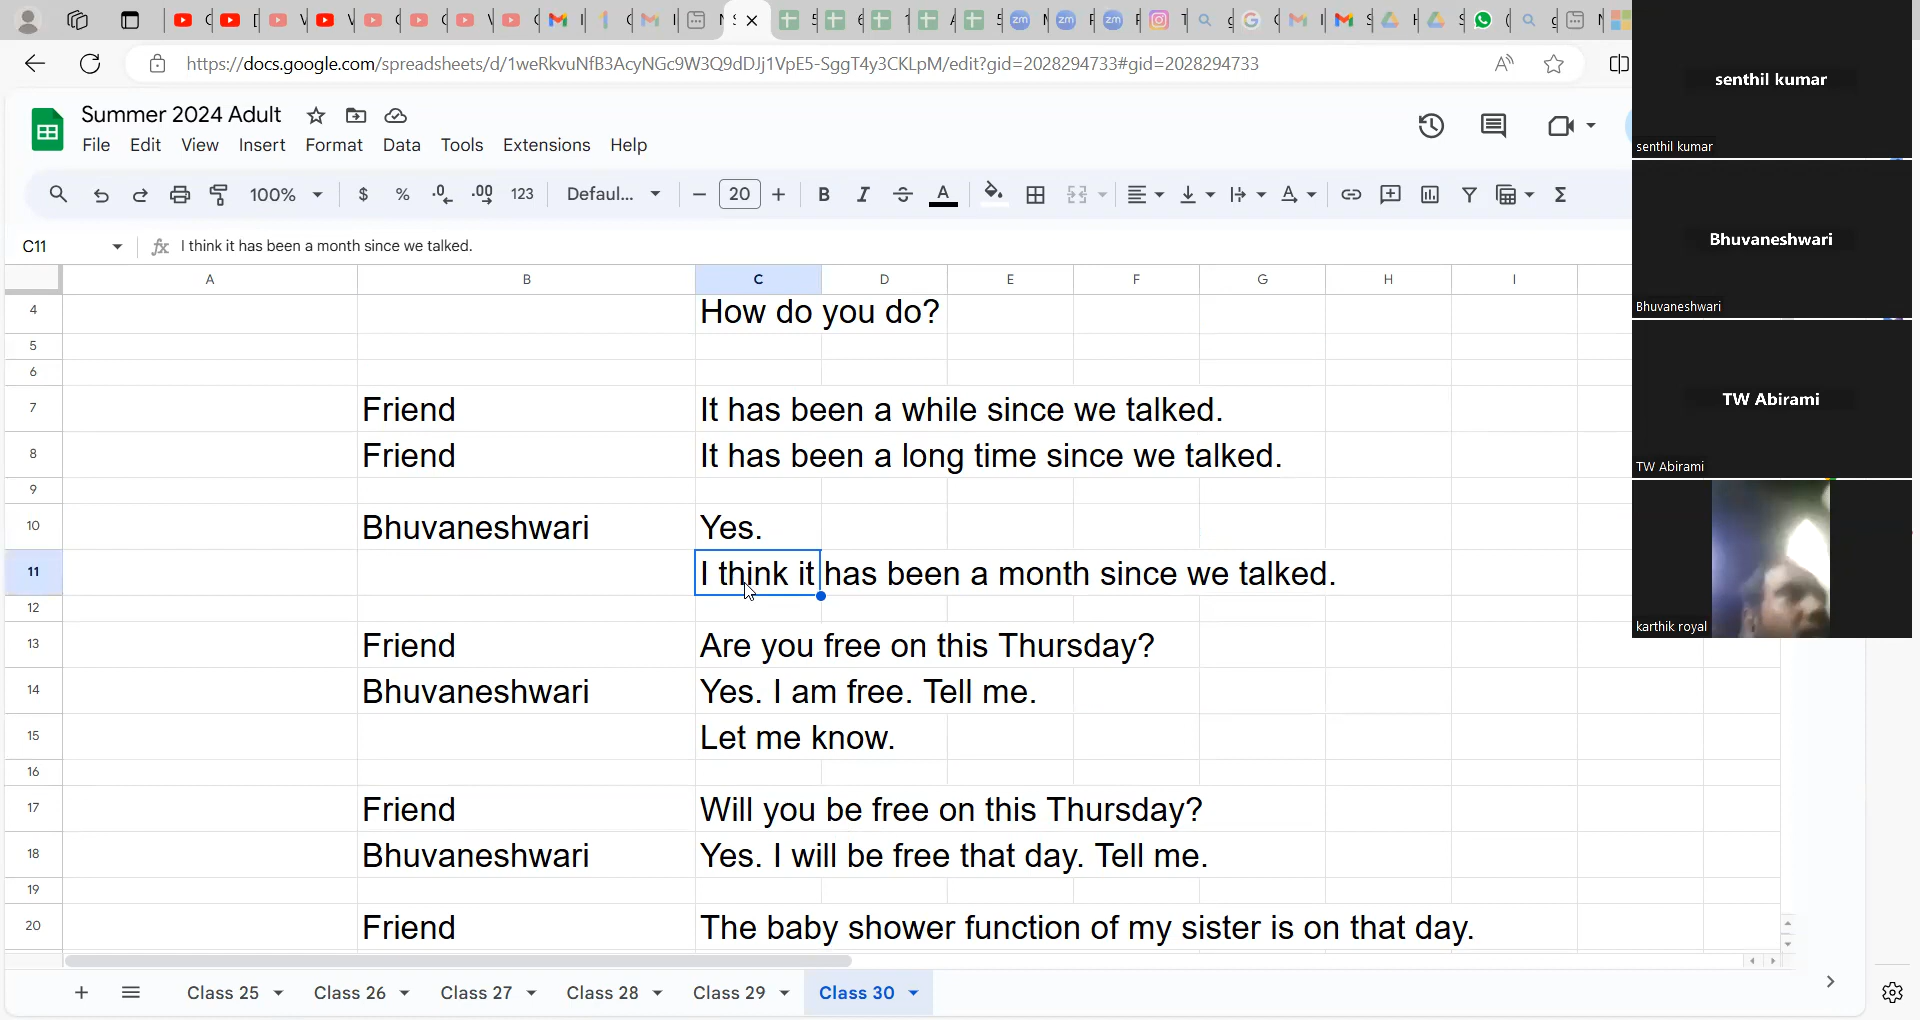 https://docs.google.com/spreadsheets/d/1weRkvuNfB3AcyNGc9W3Q9dDJj1VpE5-SggT4y3CKLpM/edit?gid=2028294733#gid=2028294733
Summer 2024 Adult
File Edit View Insert Format Data Tools Extensions Help
100% $ % .0 .00 123 Defaul... 20
C11 fx I think it has been a month since we talked.
A B C D E F G H I
4 How do you do?
5
6
7 Friend It has been a while since we talked.
8 Friend It has been a long time since we talked.
9
10 Bhuvaneshwari Yes.
11 I think it has been a month since we talked.
12
13 Friend Are you free on this Thursday?
14 Bhuvaneshwari Yes. I am free. Tell me.
15 Let me know.
16
17 Friend Will you be free on this Thursday?
18 Bhuvaneshwari Yes. I will be free that day. Tell me.
19
20 Friend The baby shower function of my sister is on that day.
Class 25 Class 26 Class 27 Class 28 Class 29 Class 30
senthil kumar
senthil kumar
Bhuvaneshwari
Bhuvaneshwari
TW Abirami
TW Abirami
karthik royal